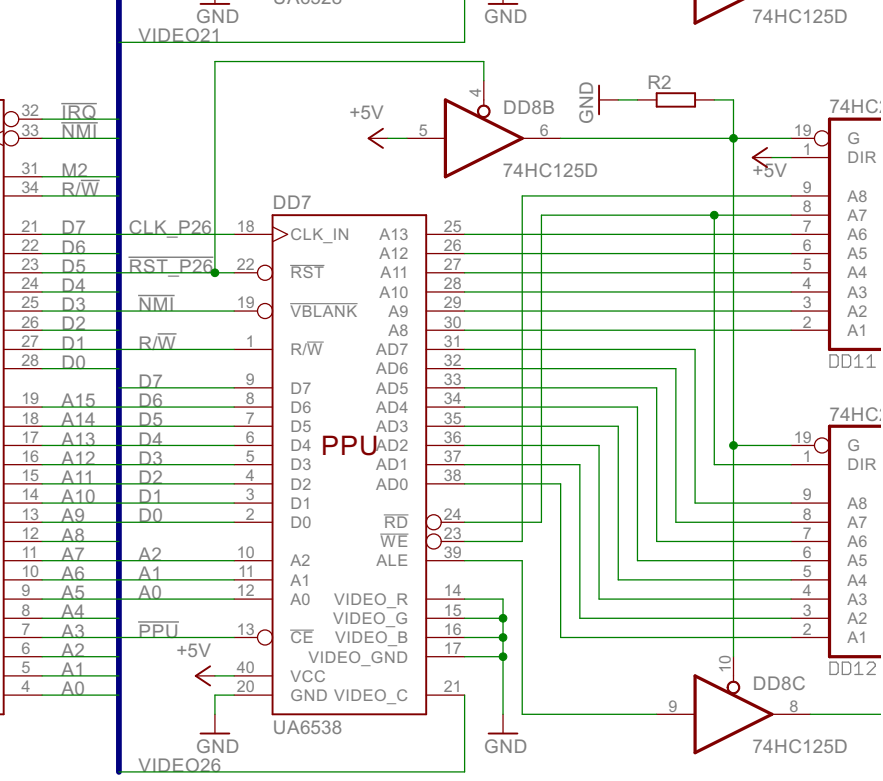 GND
GND
74HC125D
VIDEO21
R2
GND
4
DD8B
+5V
5
6
74HC125D
32 IRQ
33 NMI
31 M2
34 R/W
21 D7
22 D6
23 D5
24 D4
25 D3
26 D2
27 D1
28 D0
19 A15
18 A14
17 A13
16 A12
15 A11
14 A10
13 A9
12 A8
11 A7
10 A6
9 A5
8 A4
7 A3
6 A2
5 A1
4 A0
DD7
CLK_P26 18 CLK_IN
RST_P26 22 RST
NMI 19 VBLANK
R/W 1 R/W
D7 9 D7
D6 8 D6
D5 7 D5
D4 6 D4
D3 5 D3
D2 4 D2
D1 3 D1
D0 2 D0
A2 10 A2
A1 11 A1
A0 12 A0
PPU 13 CE
+5V 40 VCC
20 GND
GND
PPU
A13 25
A12 26
A11 27
A10 28
A9 29
A8 30
AD7 31
AD6 32
AD5 33
AD4 34
AD3 35
AD2 36
AD1 37
AD0 38
RD 24
WE 23
ALE 39
VIDEO_R 14
VIDEO_G 15
VIDEO_B 16
VIDEO_GND 17
VIDEO_C 21
UA6538
GND
VIDEO26
74HC2
19 G
1 DIR
+5V
9 A8
8 A7
7 A6
6 A5
5 A4
4 A3
3 A2
2 A1
DD11
74HC2
19 G
1 DIR
9 A8
8 A7
7 A6
6 A5
5 A4
4 A3
3 A2
2 A1
DD12
10
DD8C
9
8
74HC125D